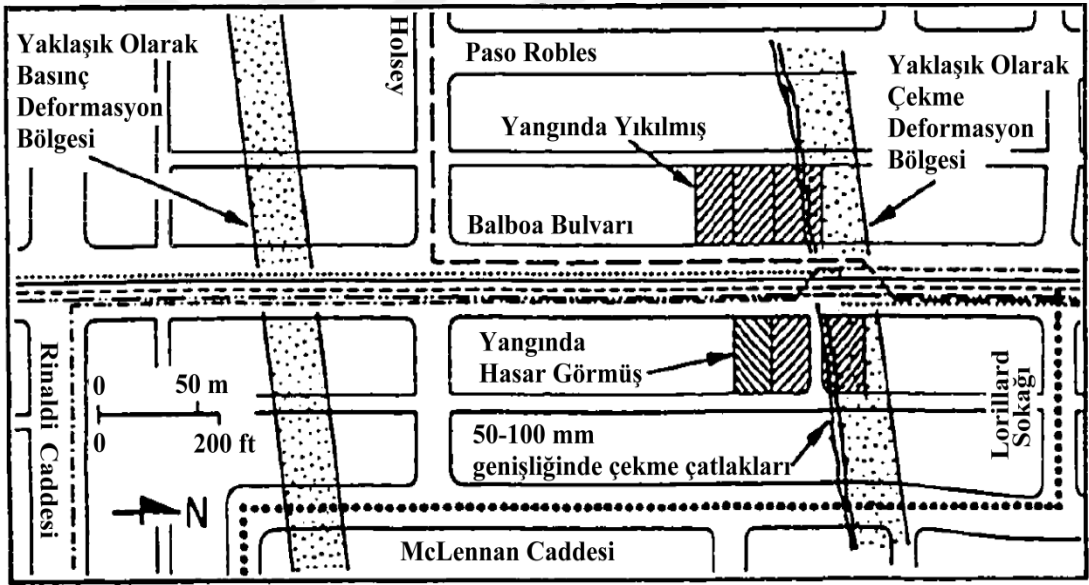 Yaklaşık Olarak
Basınç
Deformasyon
Bölgesi
Holsey
Paso Robles
Yaklaşık Olarak
Çekme
Deformasyon
Bölgesi
Yangında Yıkılmış
Balboa Bulvarı
Rinaldi Caddesi
0 50 m
0 200 ft
N
Yangında
Hasar Görmüş
50-100 mm
genişliğinde çekme çatlakları
Lorillard
Sokağı
McLennan Caddesi